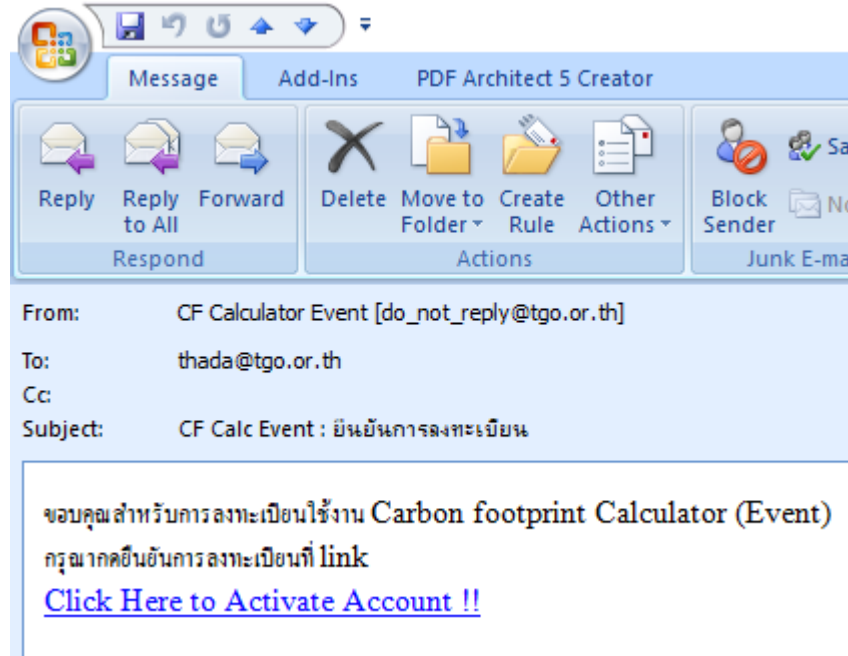 Message Add-Ins PDF Architect 5 Creator
Reply Reply to All Forward Delete Move to Folder Create Rule Other Actions Block Sender
Respond Actions Junk E-ma
From: CF Calculator Event [do_not_reply@tgo.or.th]
To: thada@tgo.or.th
Cc:
Subject: CF Calc Event : ยืนยันการลงทะเบียน
ขอบคุณสำหรับการลงทะเบียนใช้งาน Carbon footprint Calculator (Event)
กรุณากดยืนยันการลงทะเบียนที่ link
Click Here to Activate Account !!